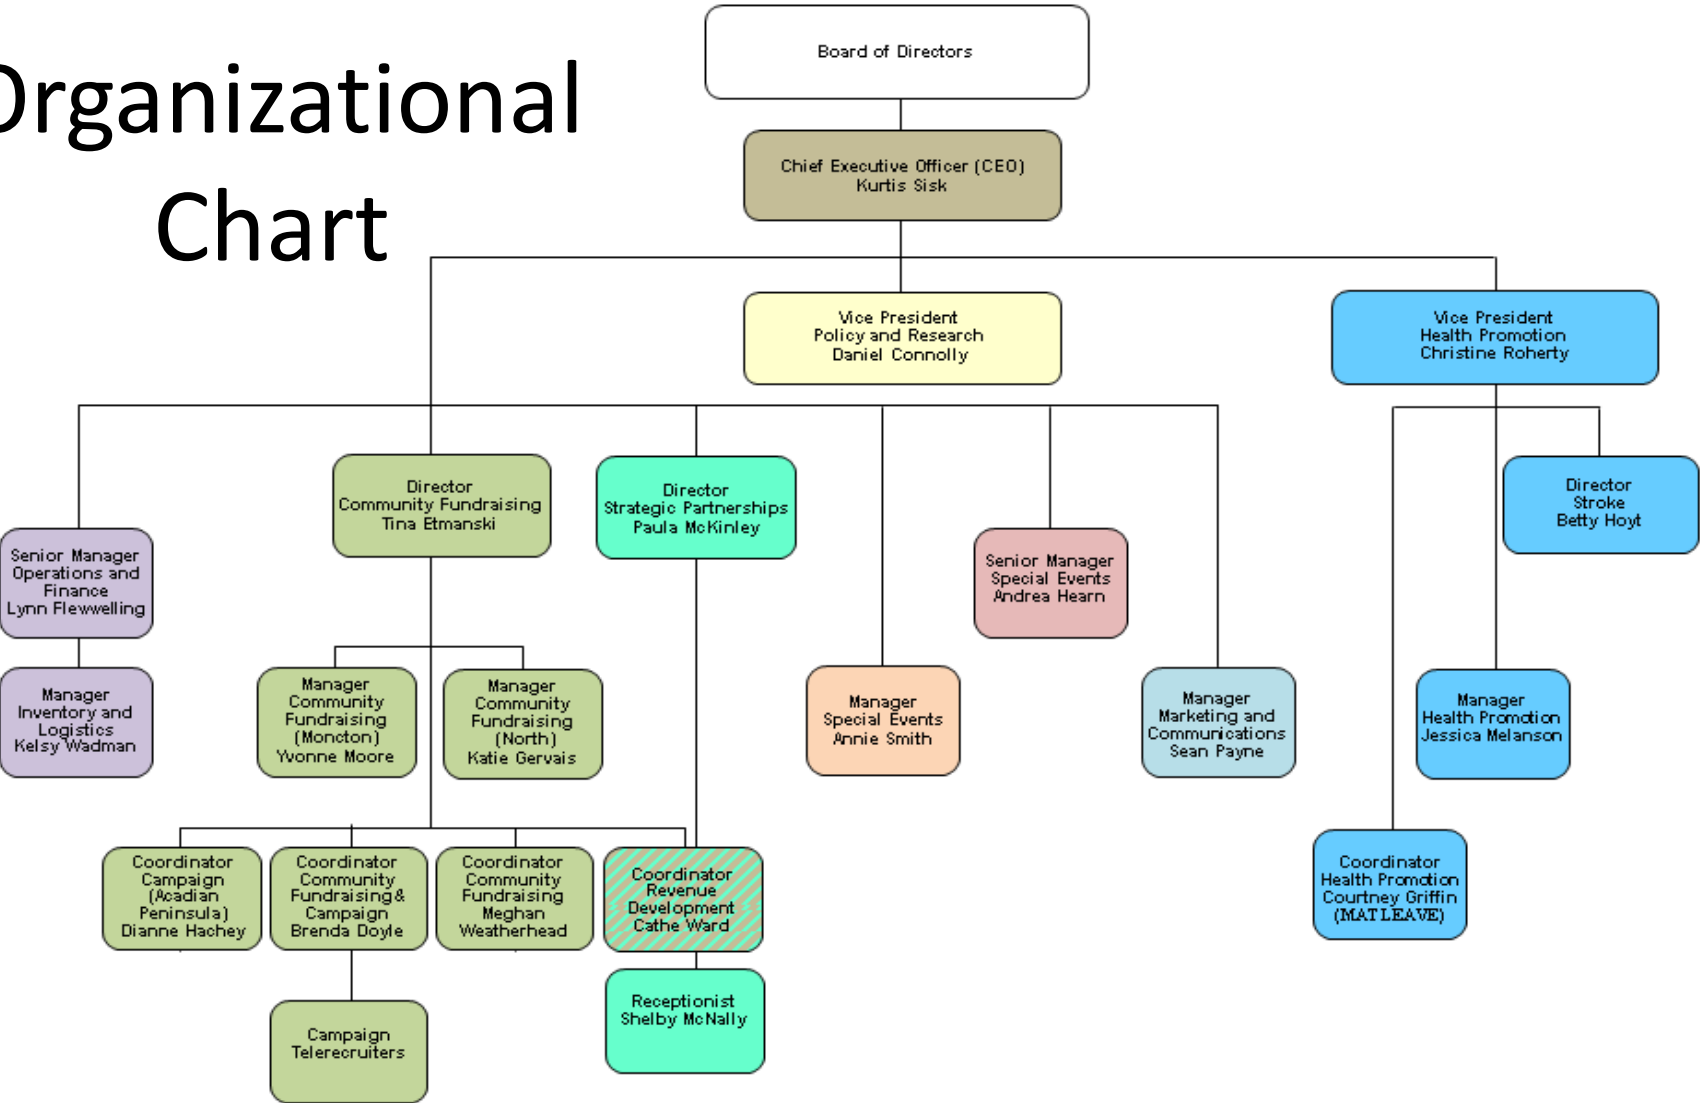 Organizational
Chart
Board of Directors
Chief Executive Officer (CEO)
Kurtis Sisk
Vice President
Policy and Research
Daniel Connolly
Vice President
Health Promotion
Christine Roherty
Director
Community Fundraising
Tina Etmanski
Director
Strategic Partnerships
Paula McKinley
Director
Stroke
Betty Hoyt
Senior Manager
Operations and
Finance
Lynn Flewwelling
Senior Manager
Special Events
Andrea Hearn
Manager
Inventory and
Logistics
Kelsy Wadman
Manager
Community
Fundraising
(Moncton)
Yvonne Moore
Manager
Community
Fundraising
(North)
Katie Gervais
Manager
Special Events
Annie Smith
Manager
Marketing and
Communications
Sean Payne
Manager
Health Promotion
Jessica Melanson
Coordinator
Campaign
(Acadian
Peninsula)
Dianne Hachey
Coordinator
Community
Fundraising&
Campaign
Brenda Doyle
Coordinator
Community
Fundraising
Meghan
Weatherhead
Coordinator
Revenue
Development
Cathe Ward
Coordinator
Health Promotion
Courtney Griffin
(MAT LEAVE)
Receptionist
Shelby McNally
Campaign
Telerecruiters